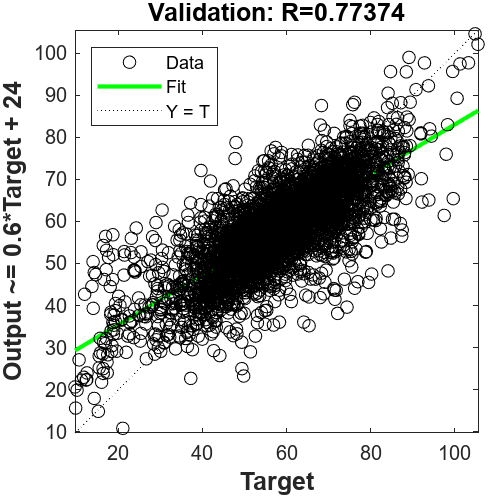 Validation: R=0.77374
Data
Fit
Y = T
Output ~= 0.6*Target + 24
100
90
80
70
60
50
40
30
20
10
20 40 60 80 100
Target